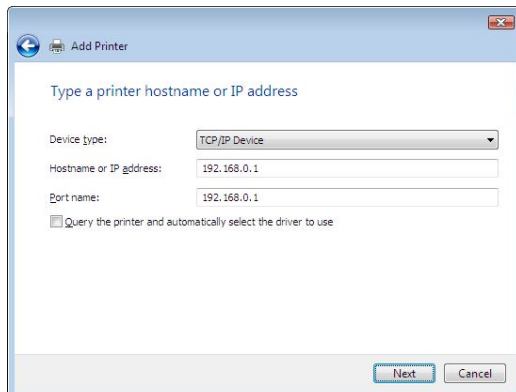 Add Printer
Type a printer hostname or IP address
Device type: TCP/IP Device
Hostname or IP address: 192.168.0.1
Port name: 192.168.0.1
Query the printer and automatically select the driver to use
Next Cancel